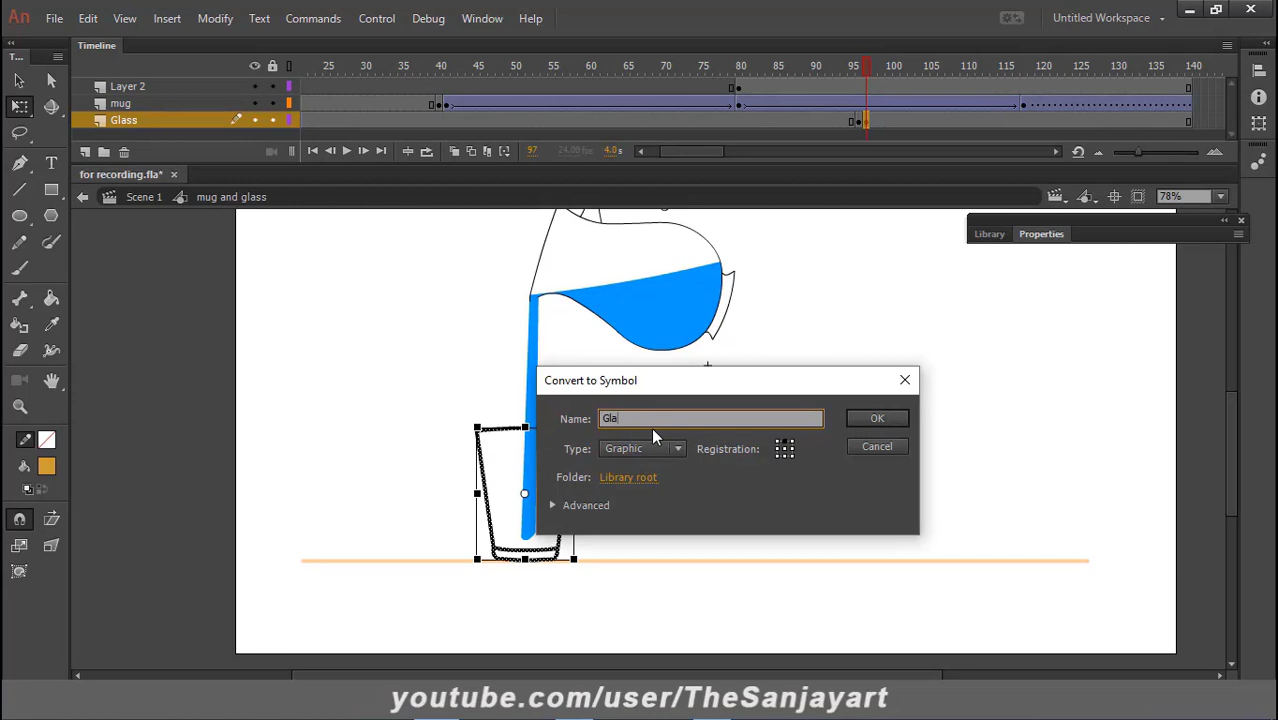 An File Edit View Insert Modify Text Commands Control Debug Window Help Untitled Workspace
T... Timeline
25 35 40 45 50 55 60 65 70 75 80 85 90 95 100 105 110 115 120 125 130 135 140
Layer 2
mug
Glass
97 24.00 fps 4.0 s
for recording.fla* ×
Scene 1 mug and glass 78%
Library Properties
Convert to Symbol
Name: Gla OK
Type: Graphic Registration: Cancel
Folder: Library root
Advanced
youtube.com/user/TheSanjayart